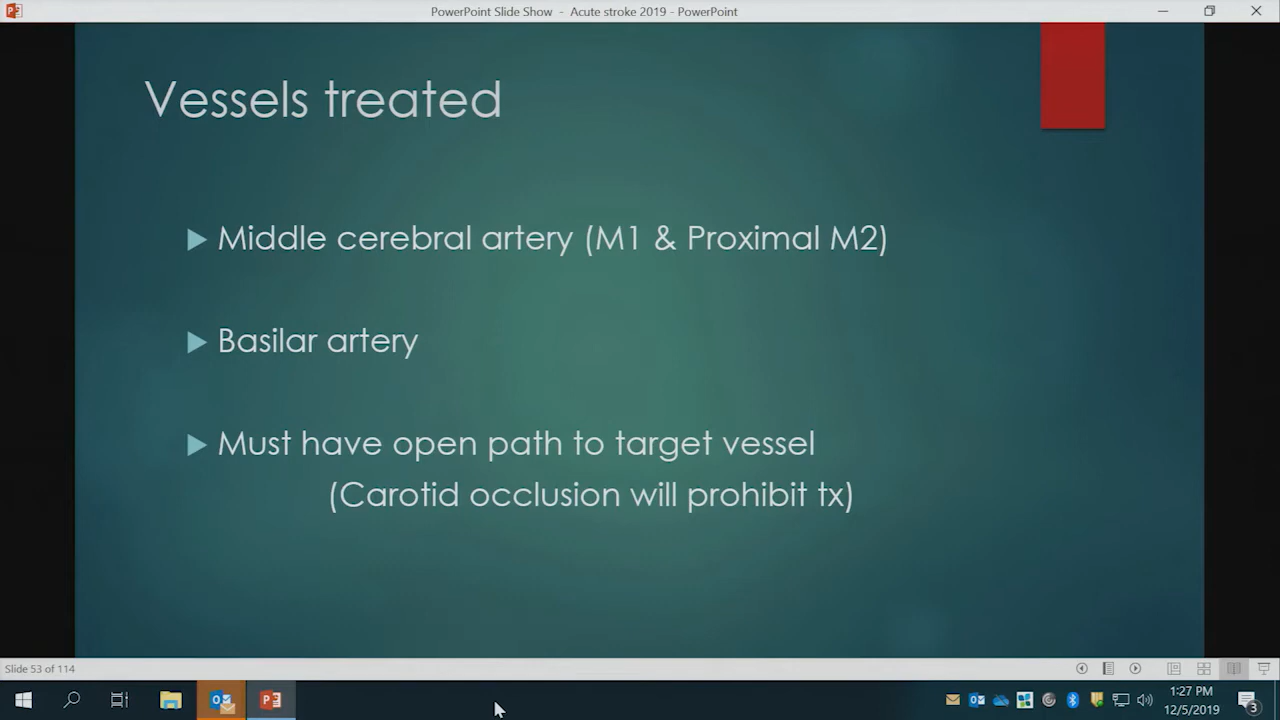 PowerPoint Slide Show - Acute stroke 2019 - PowerPoint
Vessels treated
Middle cerebral artery (M1 & Proximal M2)
Basilar artery
Must have open path to target vessel
(Carotid occlusion will prohibit tx)
Slide 53 of 114
1:27 PM
12/5/2019
3